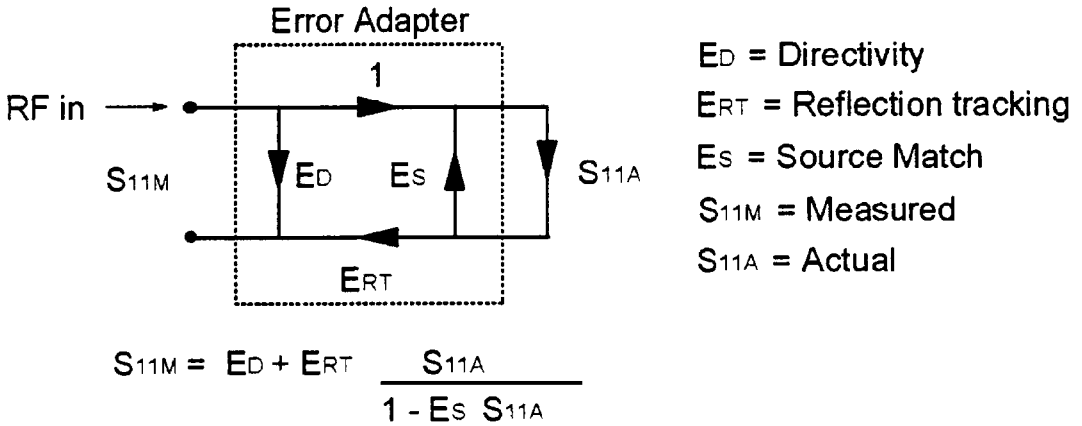 Error Adapter
1
RF in
S11M
ED
ES
S11A
ERT
ED = Directivity
ERT = Reflection tracking
ES = Source Match
S11M = Measured
S11A = Actual
S11M = ED + ERT S11A
1 - ES S11A